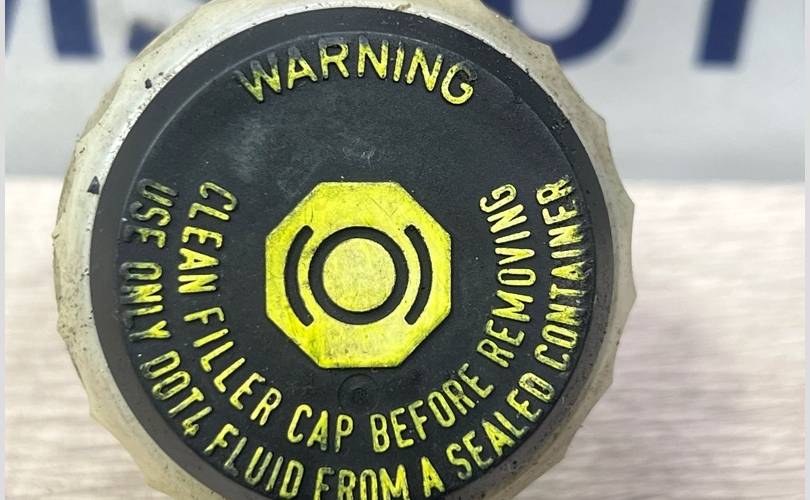 WARNING
CLEAN FILLER CAP BEFORE REMOVING
USE ONLY DOT4 FLUID FROM A SEALED CONTAINER